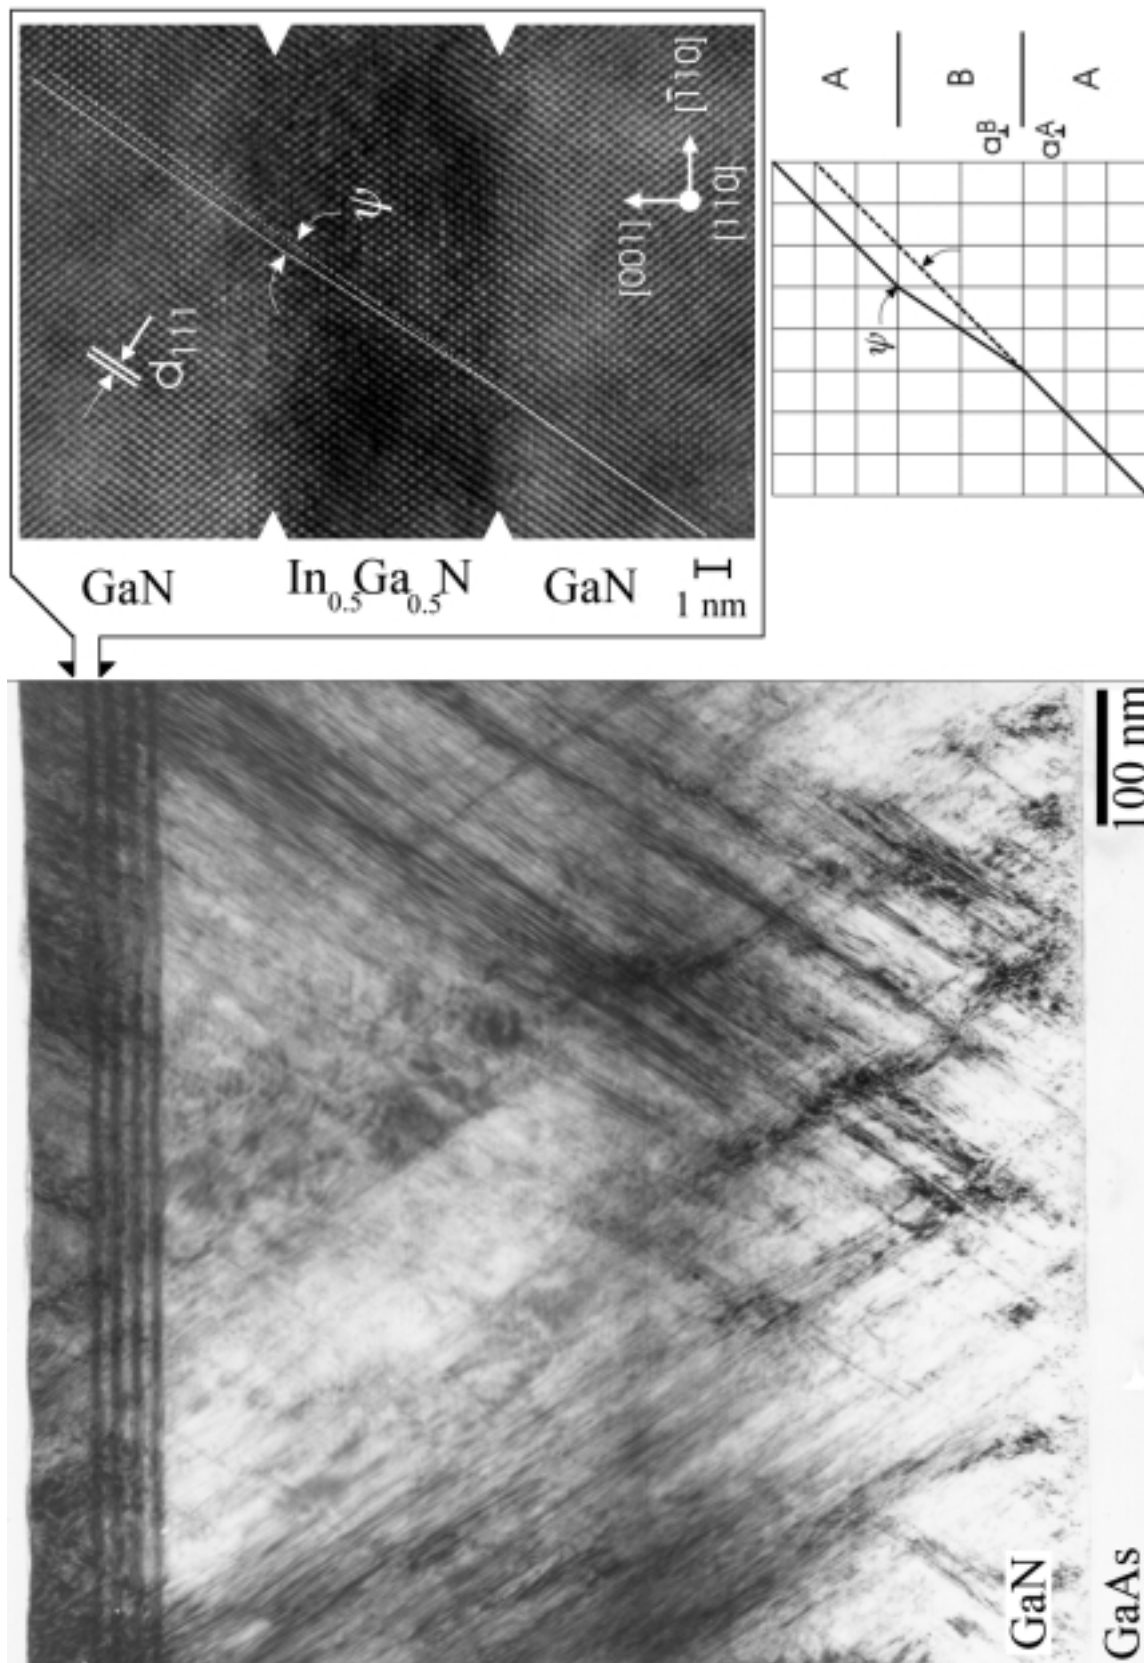 d111
ψ
[001]
[1̄10]
[110]
GaN
In0.5Ga0.5N
GaN
1 nm
A
B
A
a⊥B
a⊥A
ψ
100 nm
GaN
GaAs